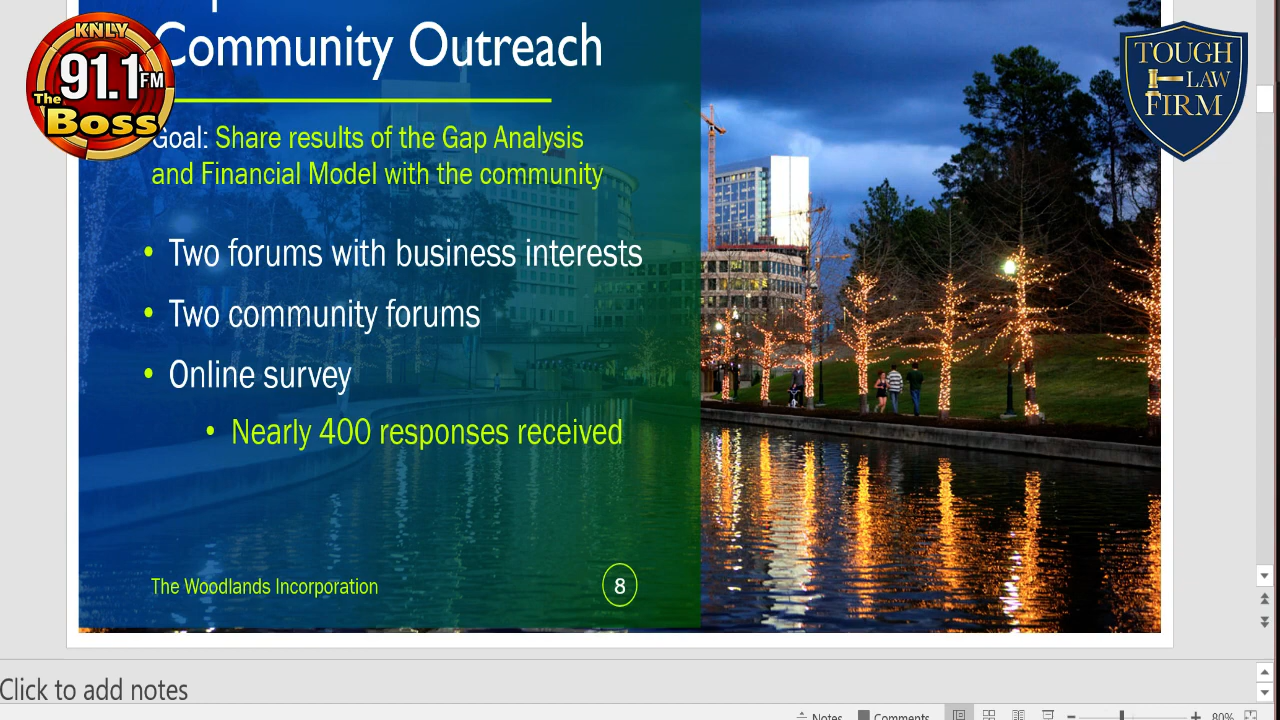 KNLY
91.1 FM
The
Boss
Community Outreach
TOUGH
LAW
FIRM
Goal: Share results of the Gap Analysis
and Financial Model with the community
• Two forums with business interests
• Two community forums
• Online survey
• Nearly 400 responses received
The Woodlands Incorporation
8
Click to add notes
Notes
Comments
80%